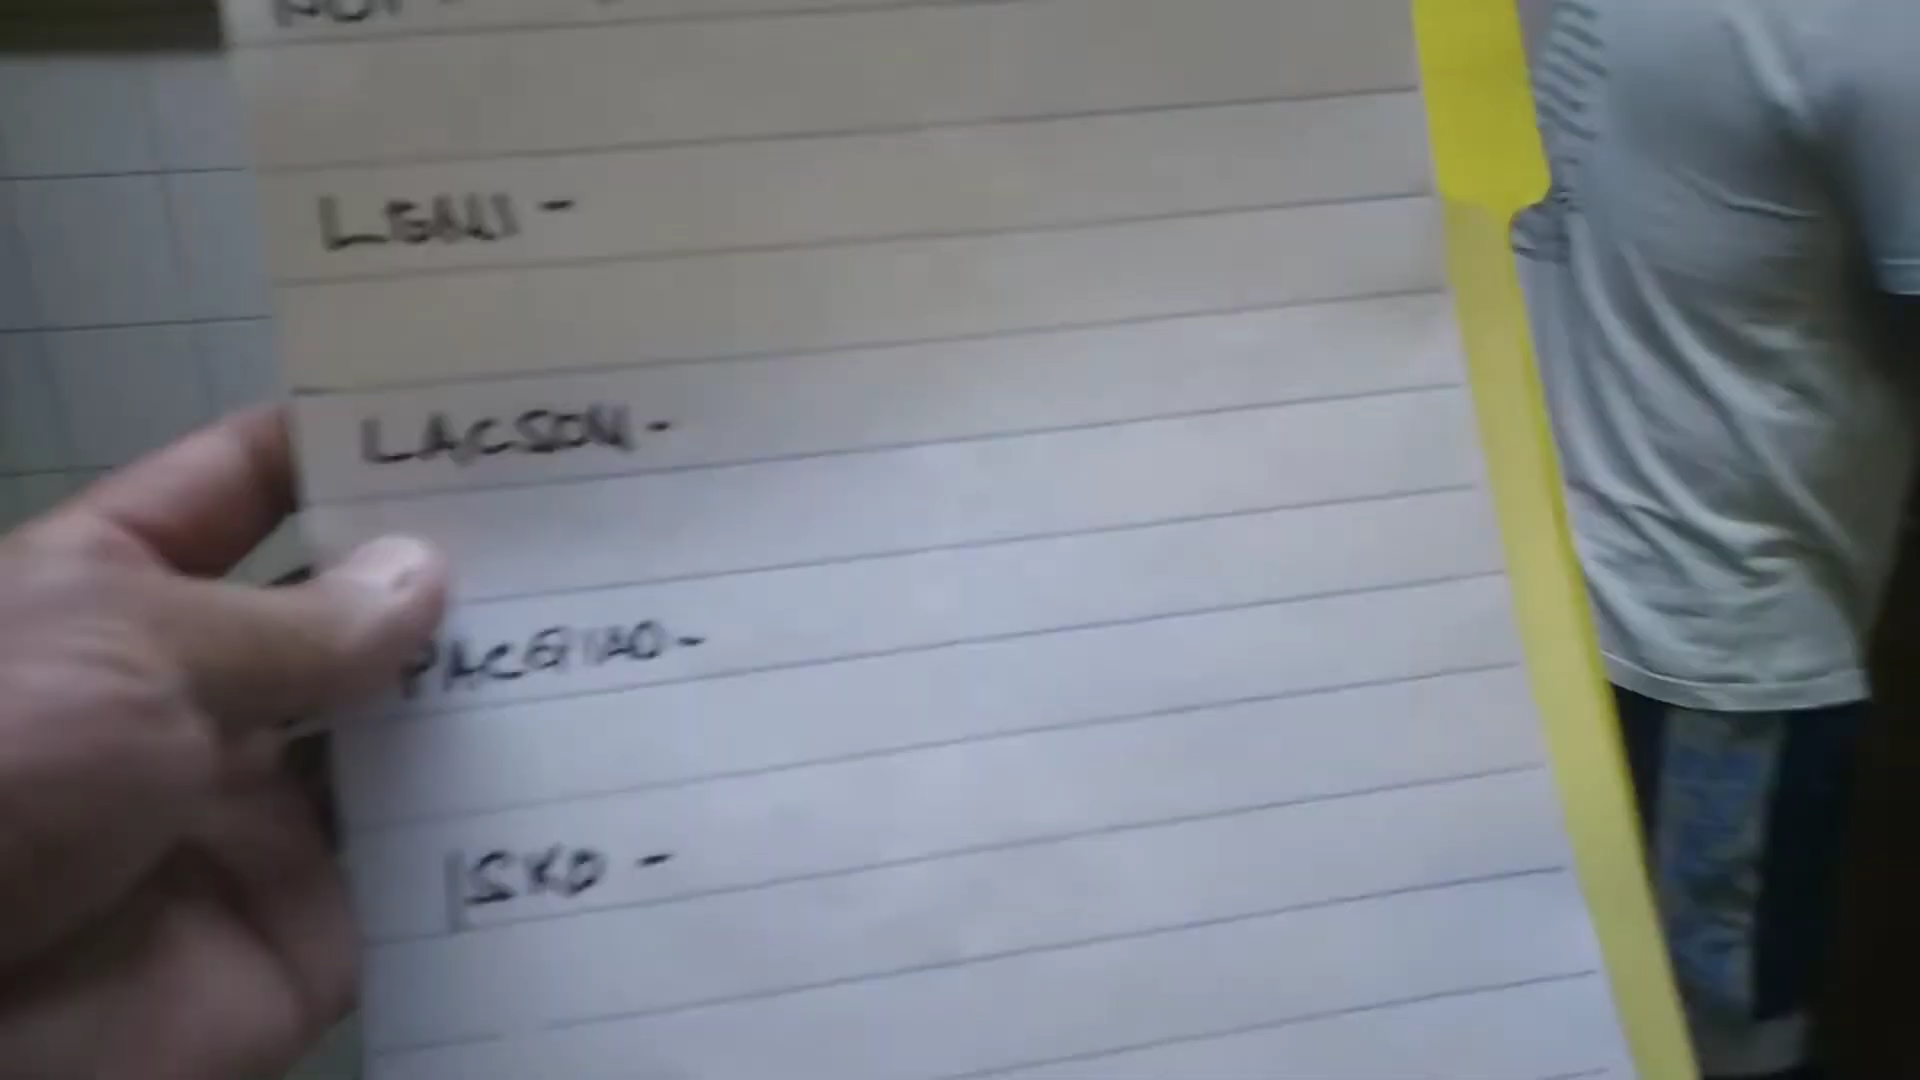 LENI -
LACSON -
PACQUIAO -
ISKO -